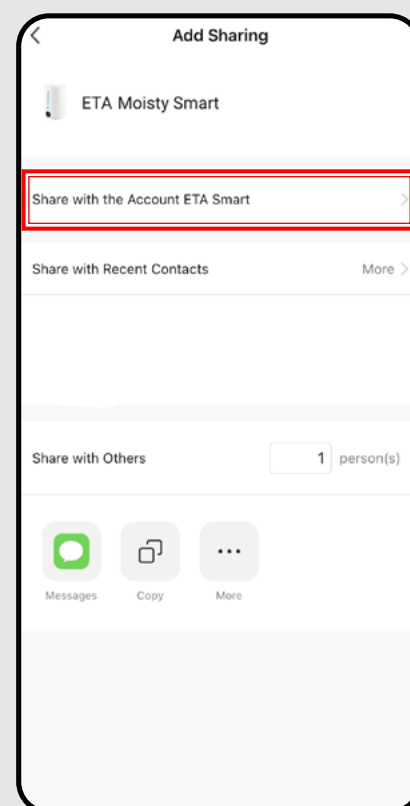 Add Sharing
ETA Moisty Smart
Share with the Account ETA Smart
Share with Recent Contacts More
Share with Others 1 person(s)
Messages Copy More